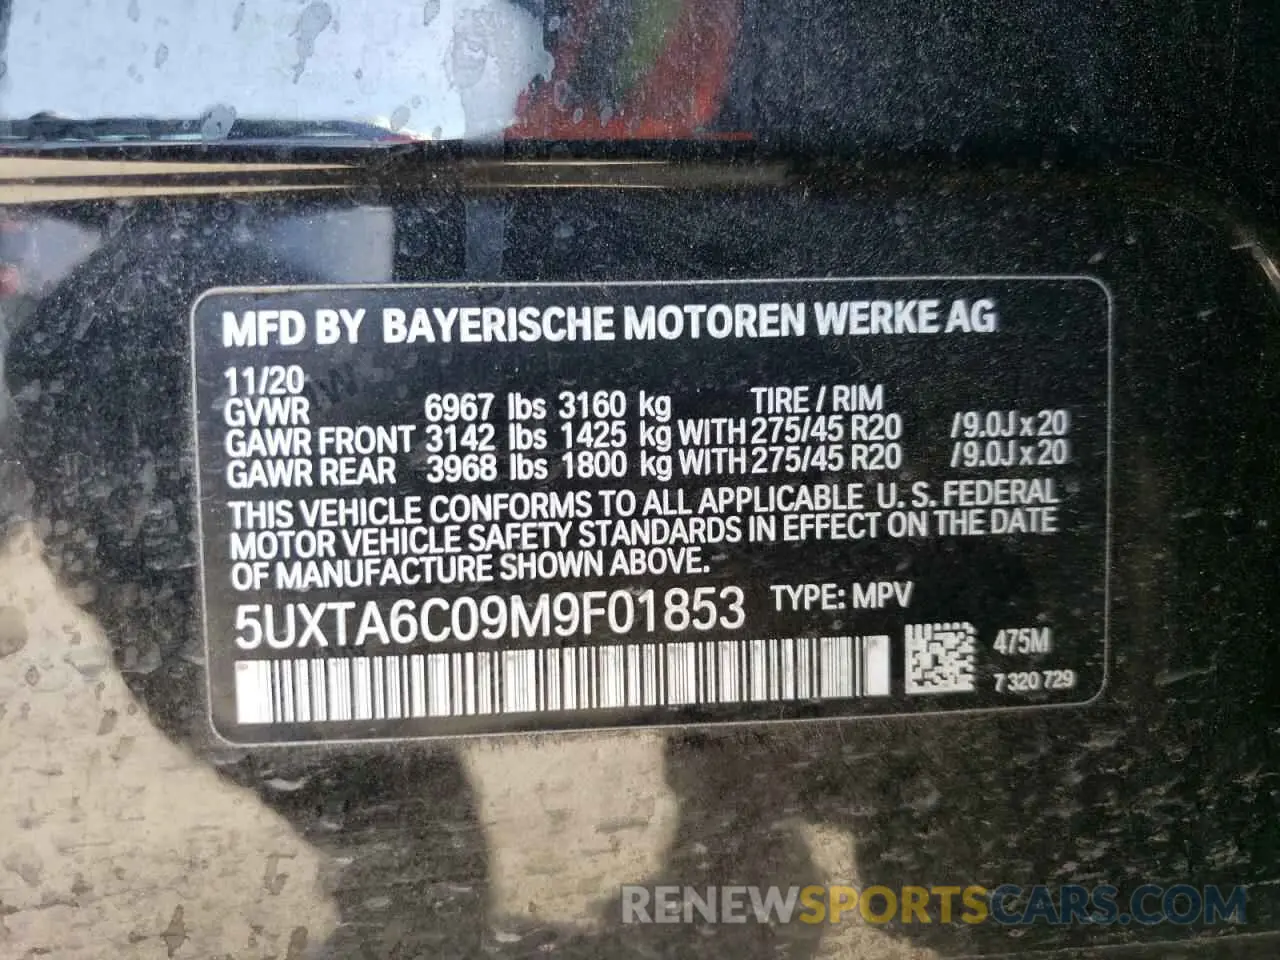 MFD BY BAYERISCHE MOTOREN WERKE AG
11/20
GVWR 6967 lbs 3160 kg TIRE / RIM
GAWR FRONT 3142 lbs 1425 kg WITH 275/45 R20 /9.0J x 20
GAWR REAR 3968 lbs 1800 kg WITH 275/45 R20 /9.0J x 20
THIS VEHICLE CONFORMS TO ALL APPLICABLE U. S. FEDERAL
MOTOR VEHICLE SAFETY STANDARDS IN EFFECT ON THE DATE
OF MANUFACTURE SHOWN ABOVE.
5UXTA6C09M9F01853 TYPE: MPV
475M
7 320 729
RENEWSPORTSCARS.COM